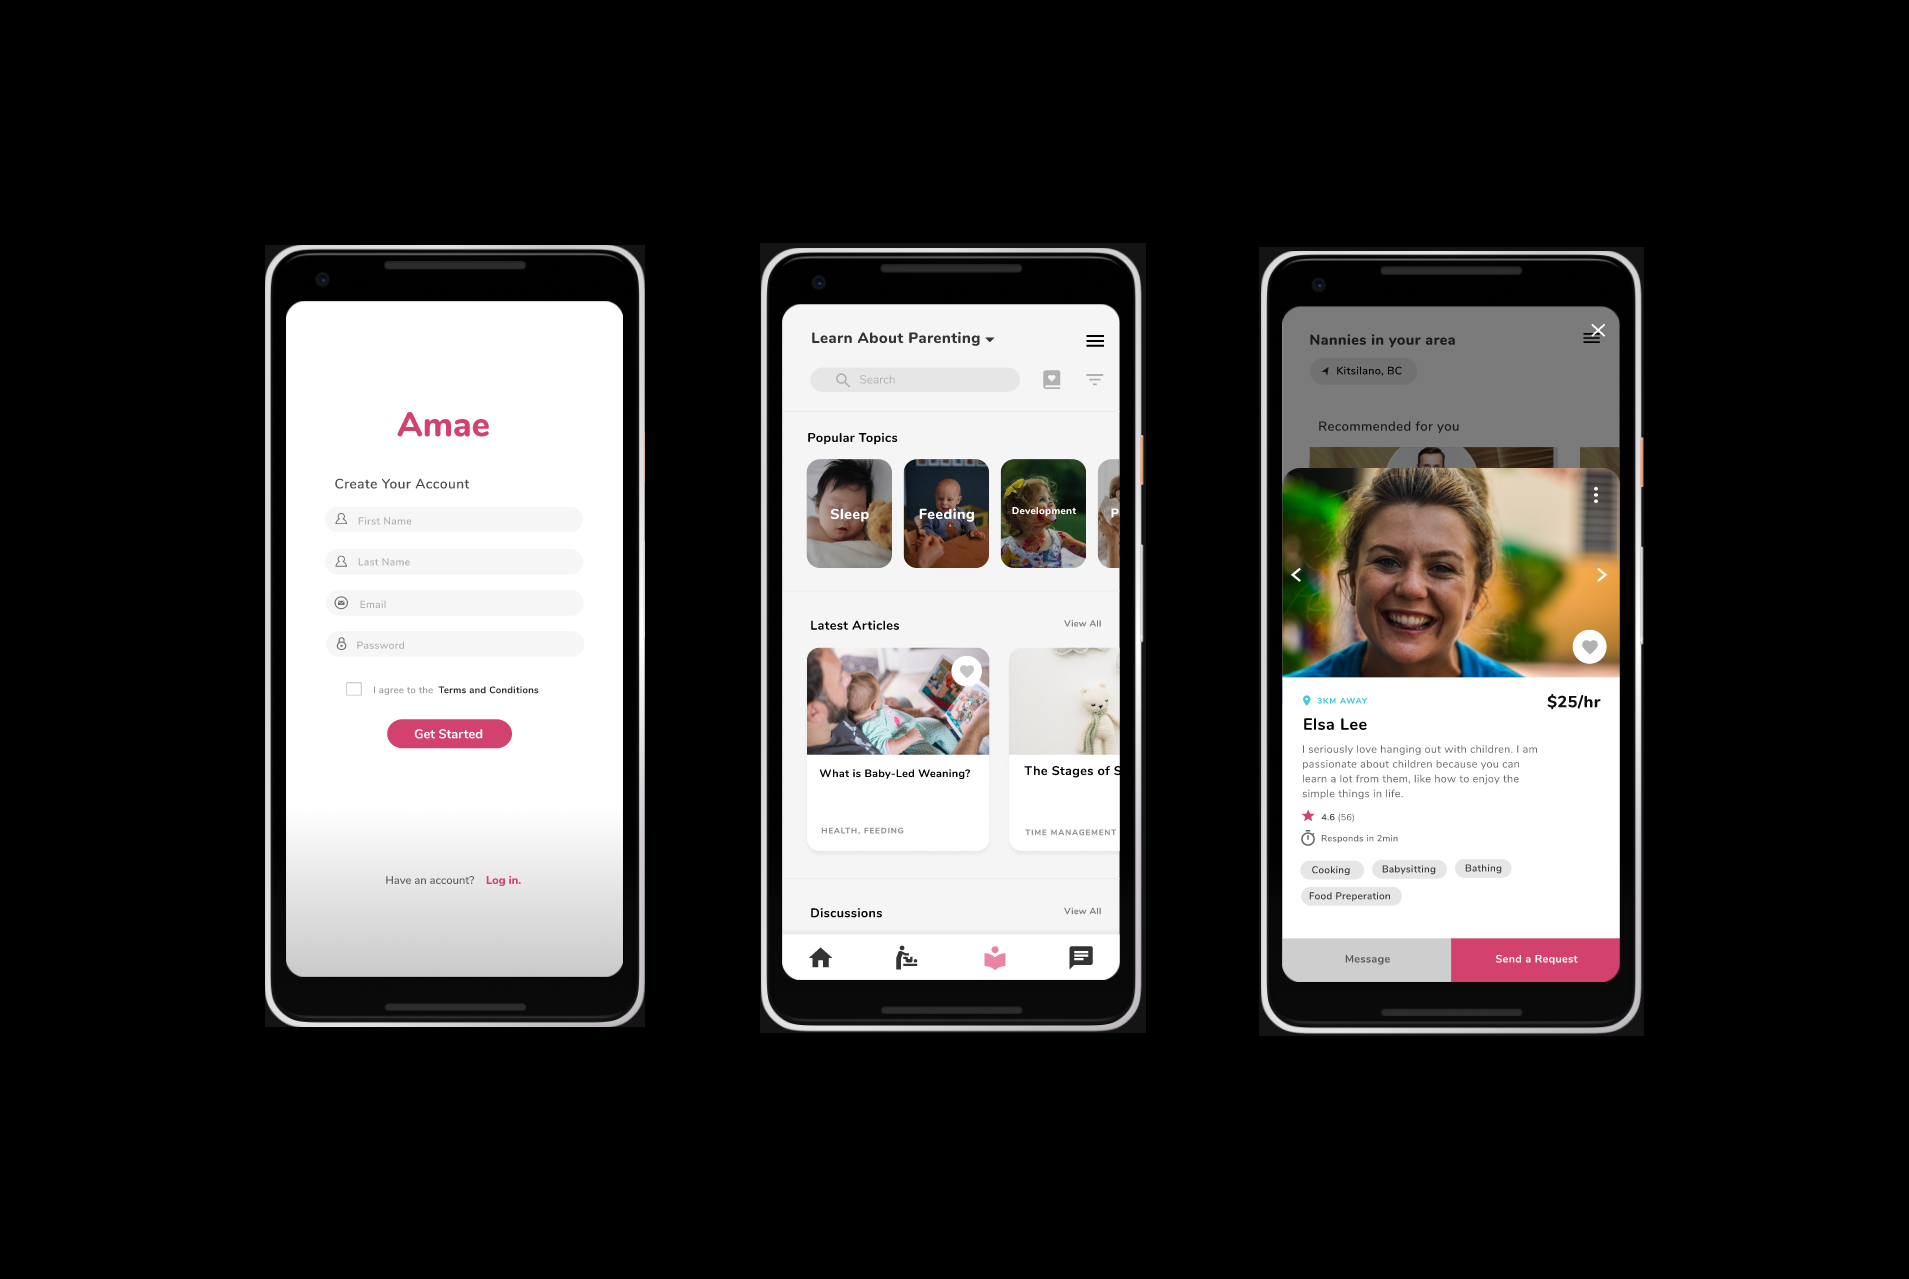 Amae
Create Your Account
First Name
Last Name
Email
Password
I agree to the Terms and Conditions
Get Started
Have an account? Log in.
Learn About Parenting
Search
Popular Topics
Sleep
Feeding
Development
P
Latest Articles
View All
What is Baby-Led Weaning?
HEALTH, FEEDING
The Stages of S
TIME MANAGEMENT
Discussions
View All
Nannies in your area
Kitsilano, BC
Recommended for you
3KM AWAY
$25/hr
Elsa Lee
I seriously love hanging out with children. I am
passionate about children because you can
learn a lot from them, like how to enjoy the
simple things in life.
4.6 (56)
Responds in 2min
Cooking
Babysitting
Bathing
Food Preperation
Message
Send a Request